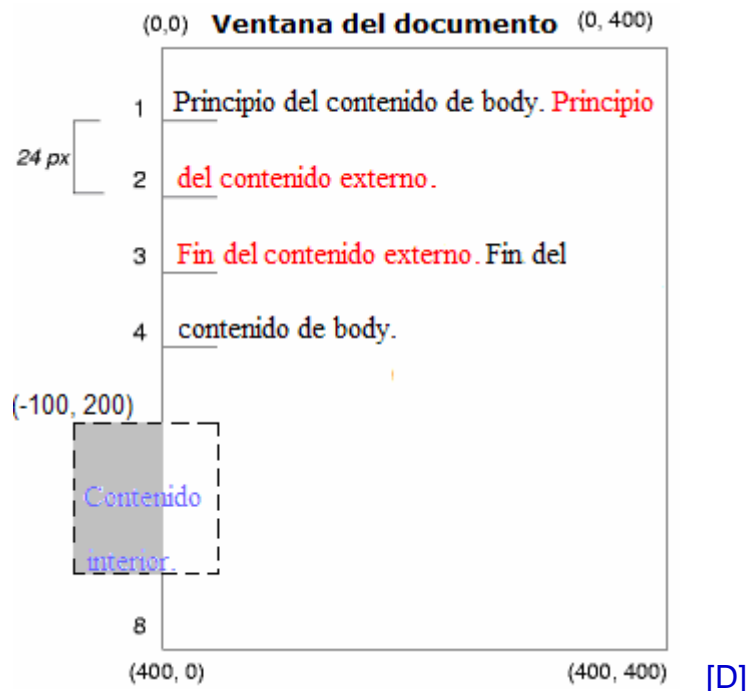 (0,0) Ventana del documento (0, 400)
1 Principio del contenido de body. Principio
24 px
2 del contenido externo.
3 Fin del contenido externo. Fin del
4 contenido de body.
(-100, 200)
Contenido
interior.
8
(400, 0) (400, 400) [D]